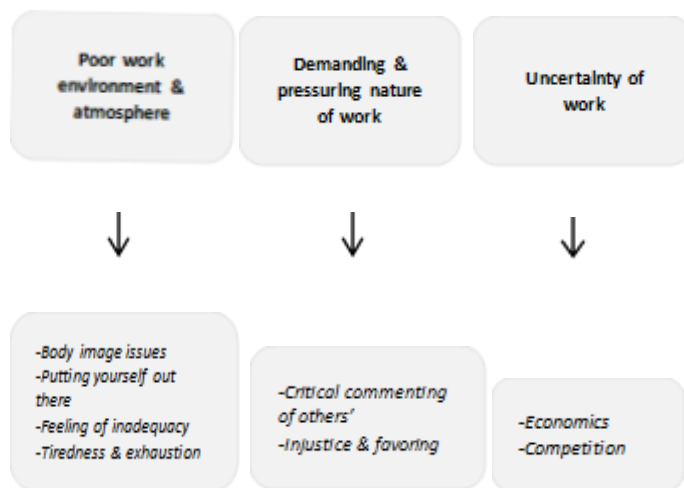 Poor work
environment &
atmosphere
Demanding &
pressuring nature
of work
Uncertainty of
work
-Body image issues
-Putting yourself out
there
-Feeling of inadequacy
-Tiredness & exhaustion
-Critical commenting
of others'
-Injustice & favoring
-Economics
-Competition